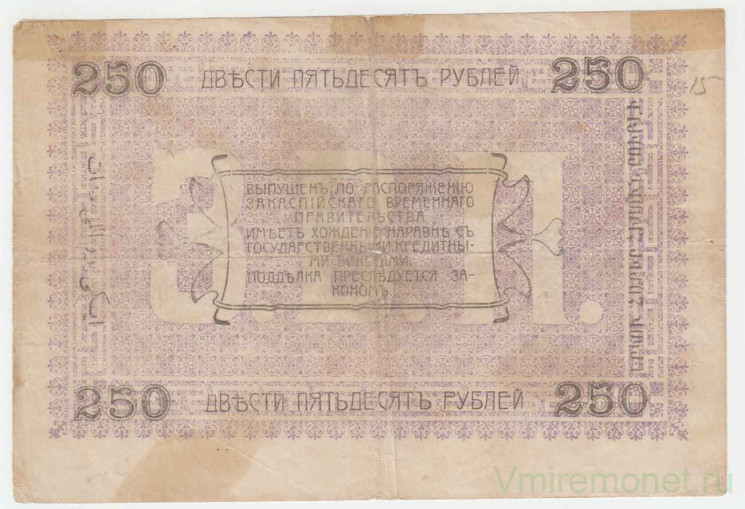 250 ДВѢСТИ ПЯТЬДЕСЯТЪ РУБЛЕЙ 250
15
ВЫПУЩЕНЪ ПО РАСПОРЯЖЕНІЮ
ЗАКАСПІЙСКАГО ВРЕМЕННАГО
ПРАВИТЕЛЬСТВА
ИМѢЕТЪ ХОЖДЕНІЕ НАРАВНѢ СЪ
ГОСУДАРСТВЕННЫМИ КРЕДИТНЫ-
МИ БИЛЕТАМИ.
ПОДДѢЛКА ПРЕСЛѢДУЕТСЯ ЗА-
КОНОМЪ.
250 ДВѢСТИ ПЯТЬДЕСЯТЪ РУБЛЕЙ 250
Vmiremonet.ru